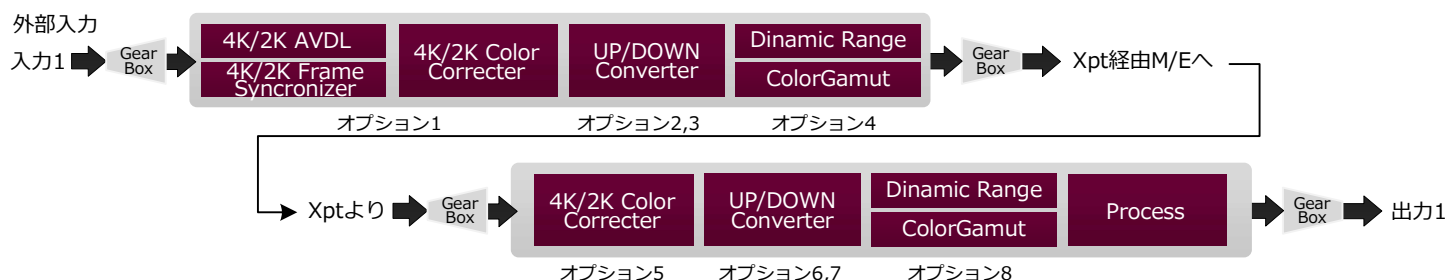 外部入力
入力1
Gear
Box
4K/2K AVDL
4K/2K Frame
Syncronizer
4K/2K Color
Correcter
UP/DOWN
Converter
Dinamic Range
ColorGamut
Gear
Box
Xpt経由M/Eへ
オプション1
オプション2,3
オプション4
Xptより
Gear
Box
4K/2K Color
Correcter
UP/DOWN
Converter
Dinamic Range
ColorGamut
Process
Gear
Box
出力1
オプション5
オプション6,7
オプション8